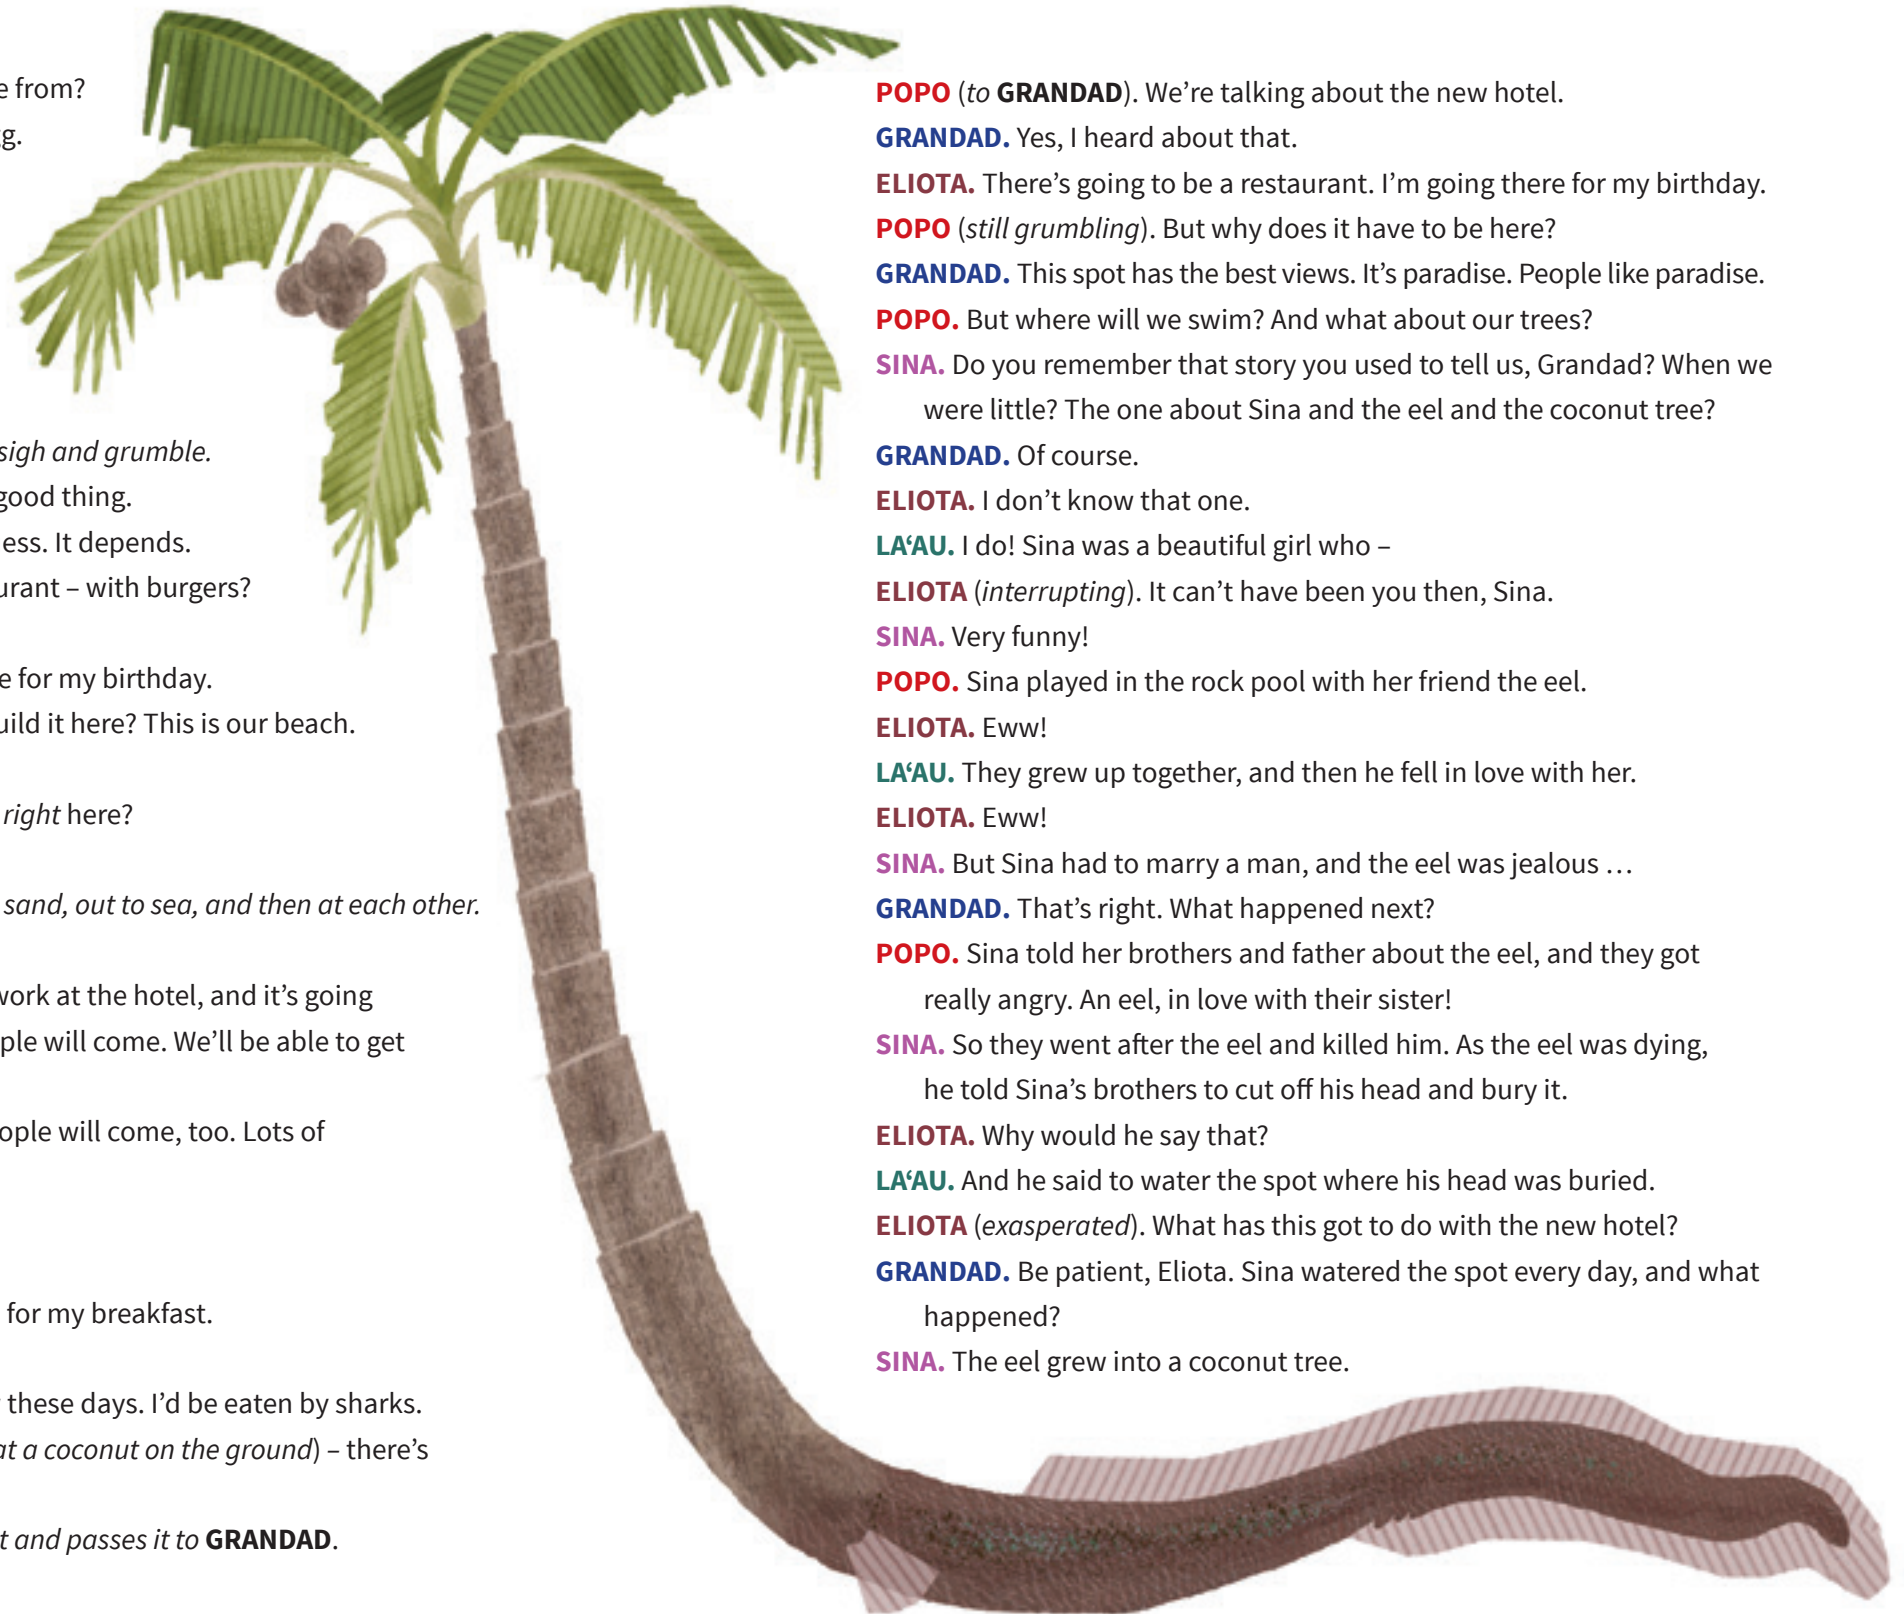 e from?
g.
sigh and grumble.
good thing.
ess. It depends.
urant – with burgers?
e for my birthday.
uild it here? This is our beach.
right here?
sand, out to sea, and then at each other.
work at the hotel, and it's going
ple will come. We'll be able to get
ople will come, too. Lots of
for my breakfast.
these days. I'd be eaten by sharks.
at a coconut on the ground) – there's
t and passes it to GRANDAD.
POPO (to GRANDAD). We're talking about the new hotel.
GRANDAD. Yes, I heard about that.
ELIOTA. There's going to be a restaurant. I'm going there for my birthday.
POPO (still grumbling). But why does it have to be here?
GRANDAD. This spot has the best views. It's paradise. People like paradise.
POPO. But where will we swim? And what about our trees?
SINA. Do you remember that story you used to tell us, Grandad? When we
were little? The one about Sina and the eel and the coconut tree?
GRANDAD. Of course.
ELIOTA. I don't know that one.
LA‘AU. I do! Sina was a beautiful girl who –
ELIOTA (interrupting). It can't have been you then, Sina.
SINA. Very funny!
POPO. Sina played in the rock pool with her friend the eel.
ELIOTA. Eww!
LA‘AU. They grew up together, and then he fell in love with her.
ELIOTA. Eww!
SINA. But Sina had to marry a man, and the eel was jealous …
GRANDAD. That's right. What happened next?
POPO. Sina told her brothers and father about the eel, and they got
really angry. An eel, in love with their sister!
SINA. So they went after the eel and killed him. As the eel was dying,
he told Sina's brothers to cut off his head and bury it.
ELIOTA. Why would he say that?
LA‘AU. And he said to water the spot where his head was buried.
ELIOTA (exasperated). What has this got to do with the new hotel?
GRANDAD. Be patient, Eliota. Sina watered the spot every day, and what
happened?
SINA. The eel grew into a coconut tree.